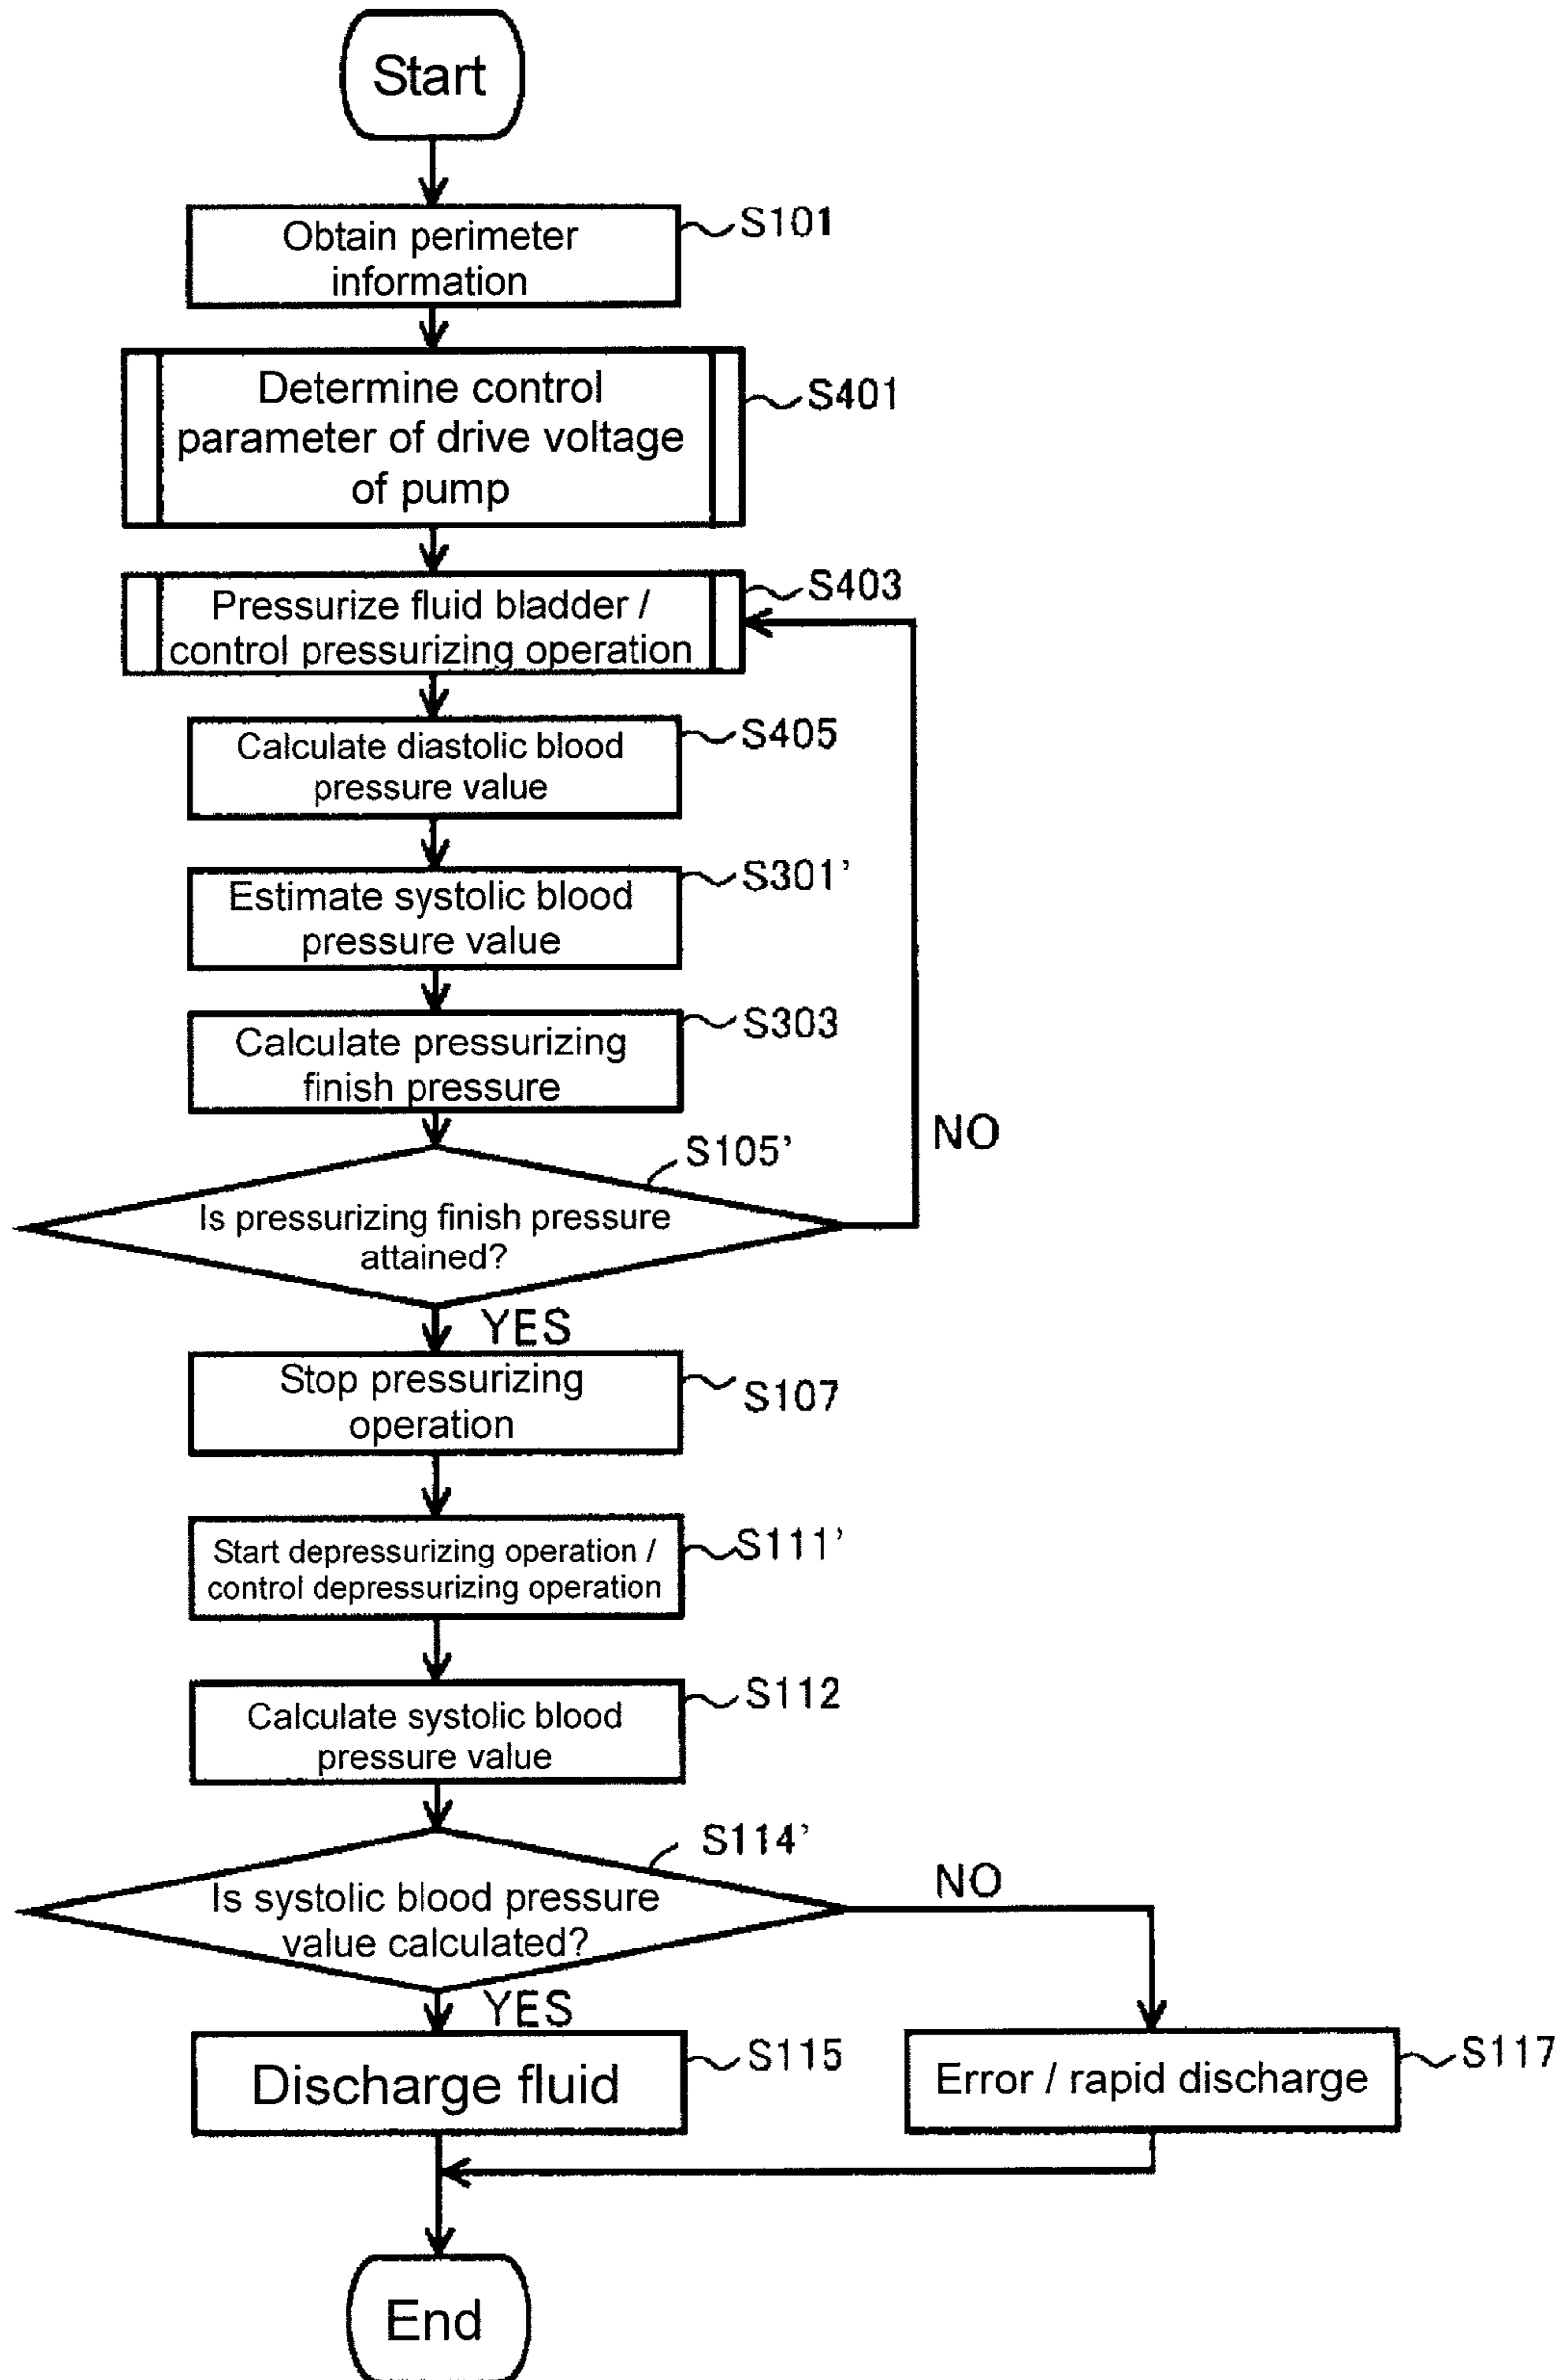 Start
Obtain perimeter
information
S101
Determine control
parameter of drive voltage
of pump
S401
Pressurize fluid bladder /
control pressurizing operation
S403
Calculate diastolic blood
pressure value
S405
Estimate systolic blood
pressure value
S301’
Calculate pressurizing
finish pressure
S303
Is pressurizing finish pressure
attained?
S105’
NO
YES
Stop pressurizing
operation
S107
Start depressurizing operation /
control depressurizing operation
S111’
Calculate systolic blood
pressure value
S112
Is systolic blood pressure
value calculated?
S114’
NO
YES
Discharge fluid
S115
Error / rapid discharge
S117
End